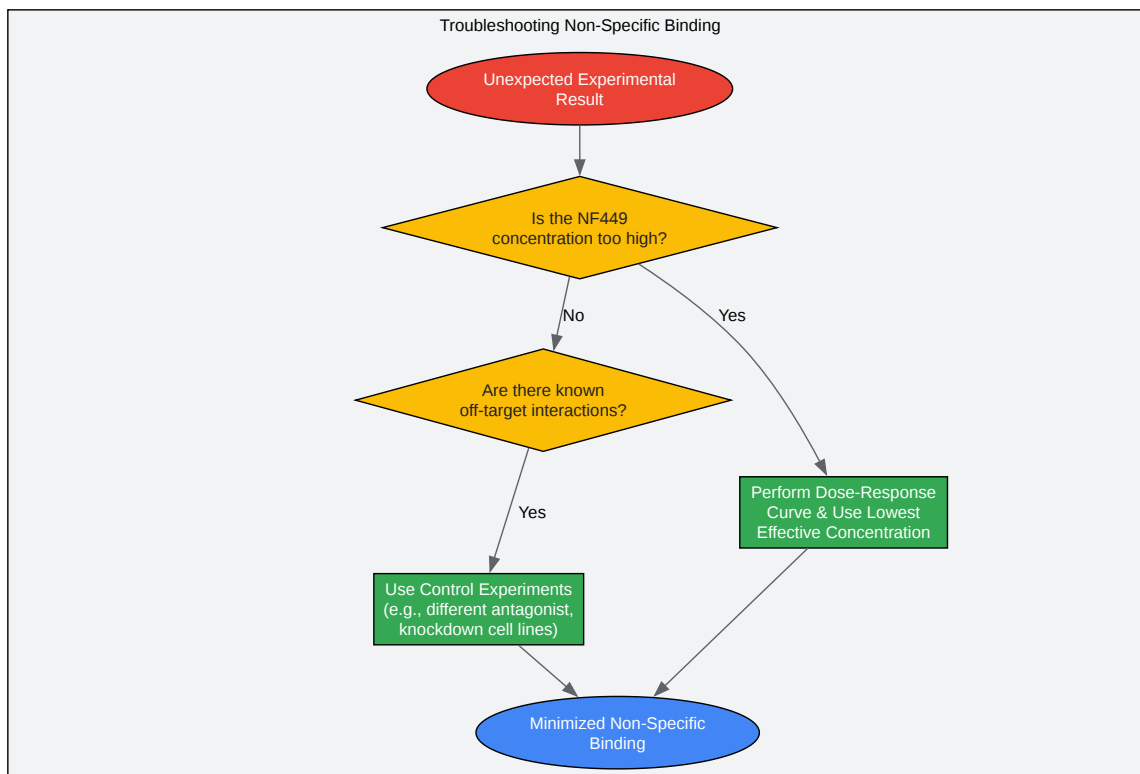 Troubleshooting Non-Specific Binding
Unexpected Experimental
Result
Is the NF449
concentration too high?
No
Yes
Are there known
off-target interactions?
Yes
Perform Dose-Response
Curve & Use Lowest
Effective Concentration
Use Control Experiments
(e.g., different antagonist,
knockdown cell lines)
Minimized Non-Specific
Binding